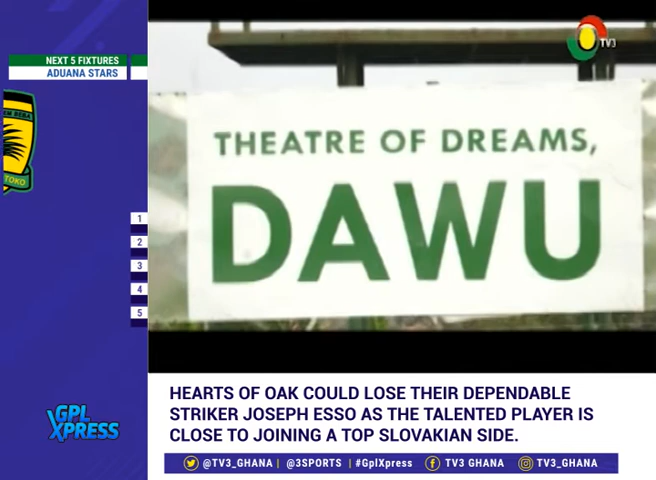 NEXT 5 FIXTURES
ADUANA STARS
TOKO
1
2
3
4
5
TV3
THEATRE OF DREAMS,
DAWU
GPL
XPRESS
HEARTS OF OAK COULD LOSE THEIR DEPENDABLE
STRIKER JOSEPH ESSO AS THE TALENTED PLAYER IS
CLOSE TO JOINING A TOP SLOVAKIAN SIDE.
@TV3_GHANA | @3SPORTS | #GplXpress TV3 GHANA TV3_GHANA